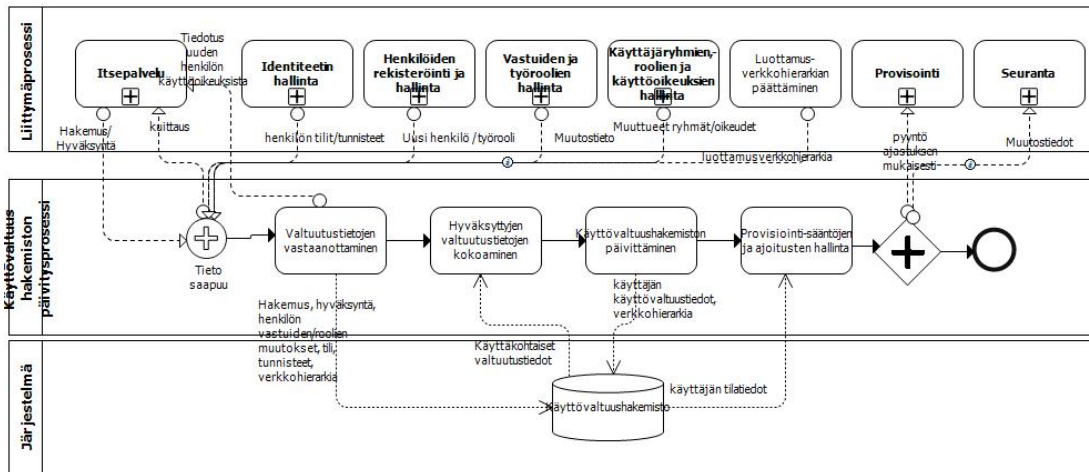 Liittymäprosessi
Itsepalvelu
Tiedotus
uuden
henkilön
käyttöoikeuksista
Identiteetin
hallinta
Henkilöiden
rekisteröinti ja
hallinta
Vastuiden ja
työroolien
hallinta
Käyttäjäryhmien,-
roolien ja
käyttöoikeuksien
hallinta
Luottamus-
verkkohierarkian
päättäminen
Provisointi
Seuranta
Hakemus/
Hyväksyntä
kuittaus
henkilön tilit/tunnisteet
Uusi henkilö /työrooli
Muutostieto
Muuttueet ryhmät/oikeudet
luottamusverkkohierarkia
pyyntö
ajastuksen
mukaisesti
Muutostiedot
Käyttövaltuus
hakemiston
päivitysprosessi
Tieto
saapuu
Valtuutustietojen
vastaanottaminen
Hyväksyttyjen
valtuutustietojen
kokoaminen
Käyttövaltuushakemiston
päivittäminen
Provisiointi-sääntöjen
ja ajoitusten hallinta
Hakemus, hyväksyntä,
henkilön
vastuiden/roolien
muutokset, tili,
tunnisteet,
verkkohierarkia
Käyttäkohtaiset
valtuutustiedot
käyttäjän
käyttövaltuustiedot,
verkkohierarkia
Järjestelmä
Käyttövaltuushakemisto
käyttäjän tilatiedot